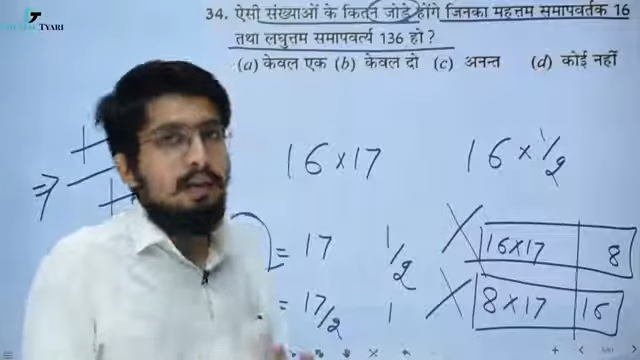 34. ऐसी संख्याओं के कितने जोड़े होंगे जिनका महत्तम समापवर्तक 16
तथा लघुत्तम समापवर्त्य 136 हो ?
(a) केवल एक (b) केवल दो (c) अनन्त (d) कोई नहीं
16 × 17
16 × 1/2
= 17
1/2
16×17
8
= 17/2
1
8×17
16